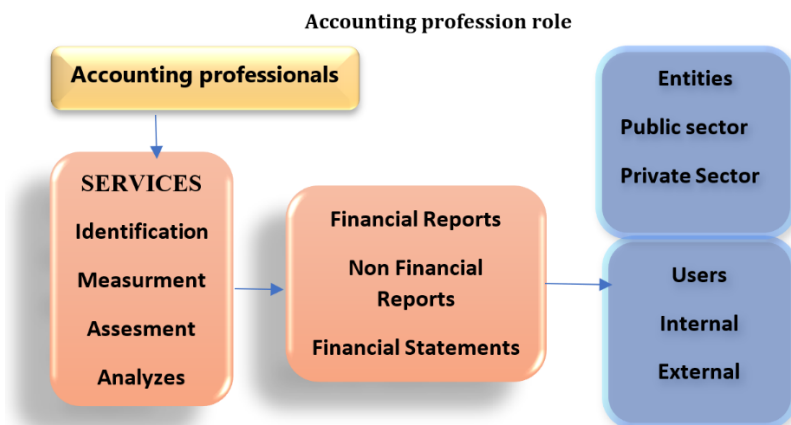 Accounting profession role
Accounting professionals
SERVICES
Identification
Measurment
Assesment
Analyzes
Financial Reports
Non Financial
Reports
Financial Statements
Entities
Public sector
Private Sector
Users
Internal
External